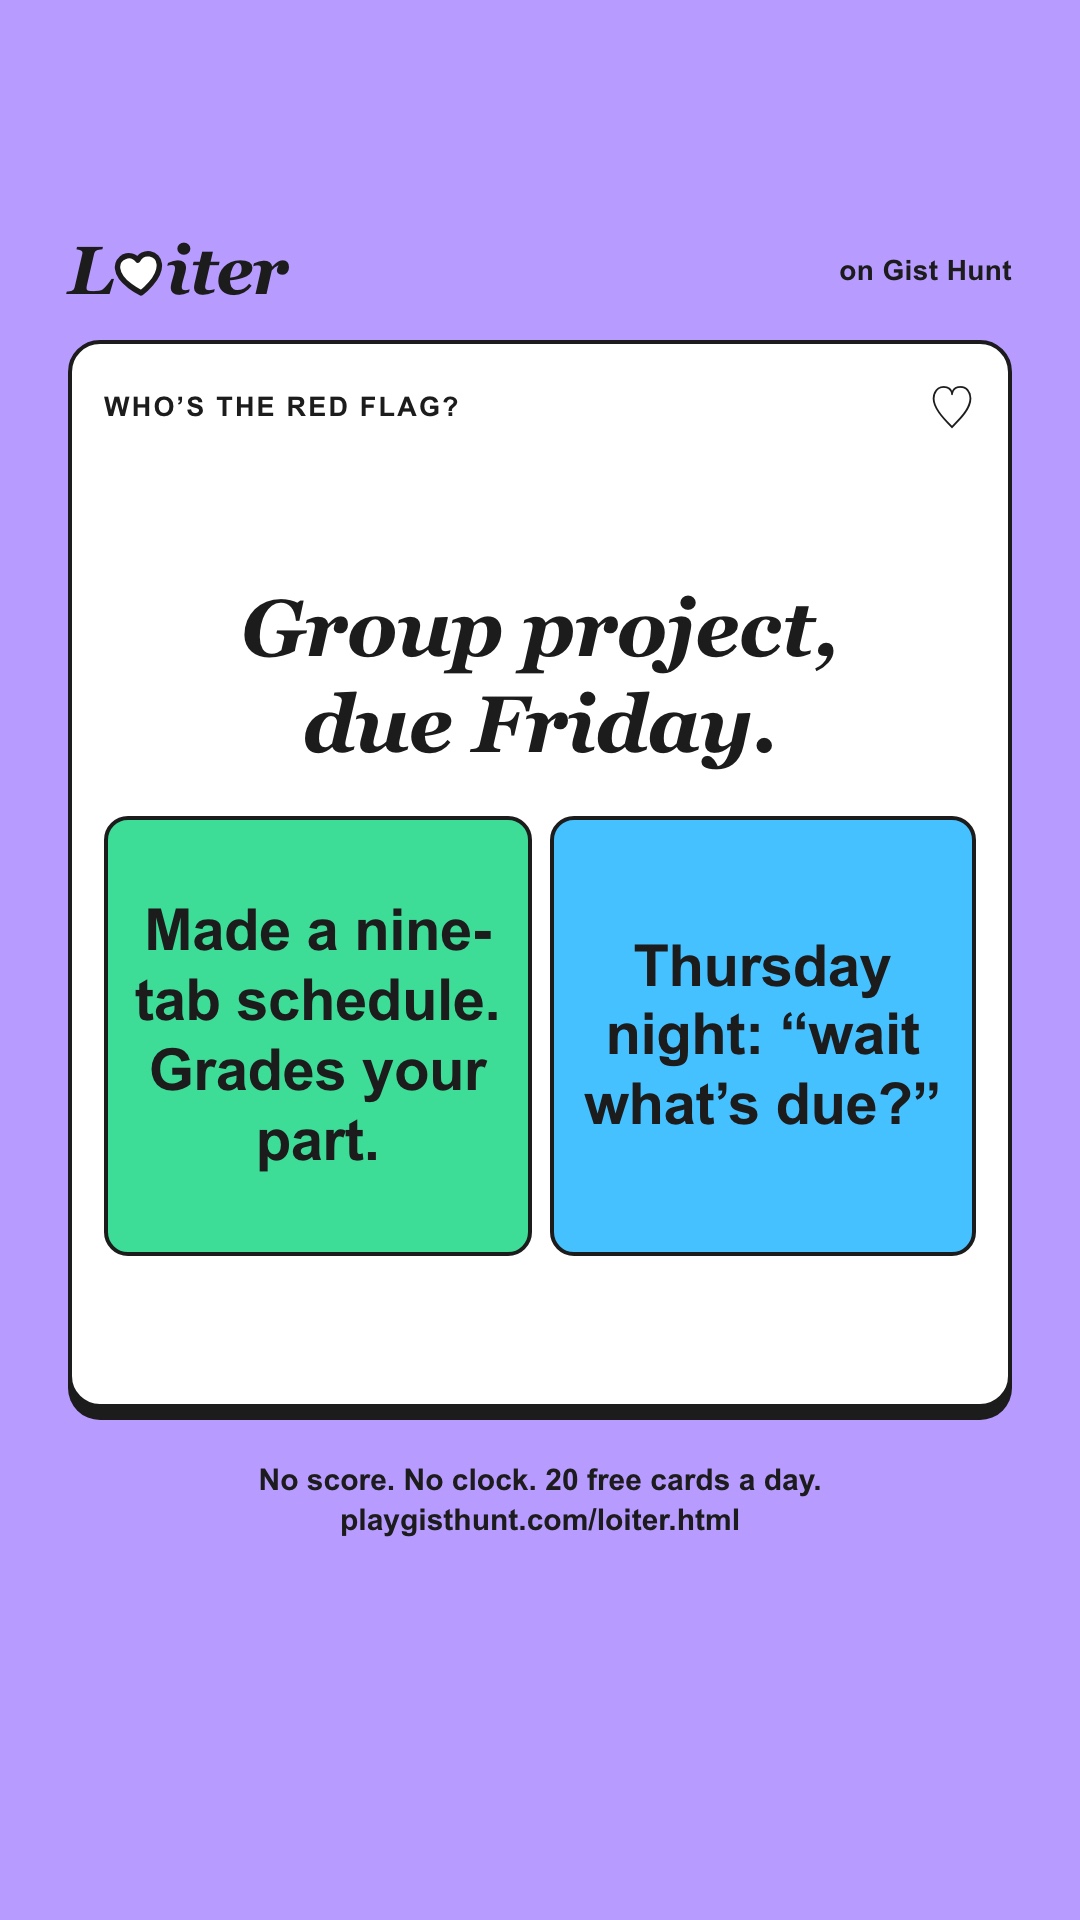 Loiter
on Gist Hunt
WHO’S THE RED FLAG?
Group project,
due Friday.
Made a nine-
tab schedule.
Grades your
part.
Thursday
night: “wait
what’s due?”
No score. No clock. 20 free cards a day.
playgisthunt.com/loiter.html